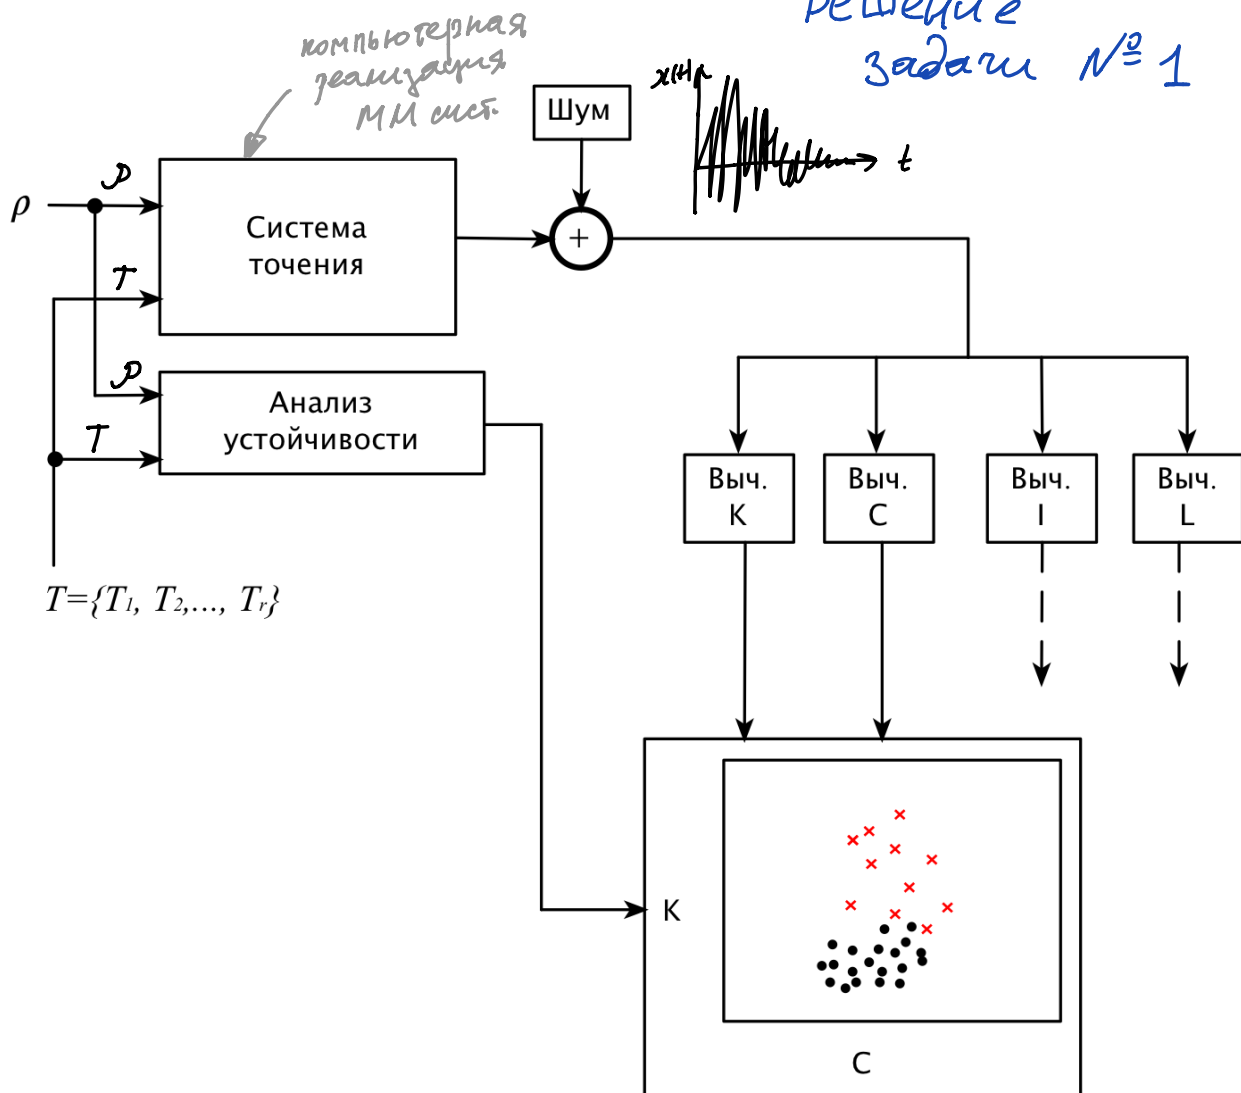 решение
задачи № 1
компьютерная
реализация
ММ сист.
Шум
x(t)
t
ρ
ρ
T
Система
точения
+
ρ
T
Анализ
устойчивости
T={T1, T2,..., Tr}
Выч.
K
Выч.
C
Выч.
I
Выч.
L
K
C